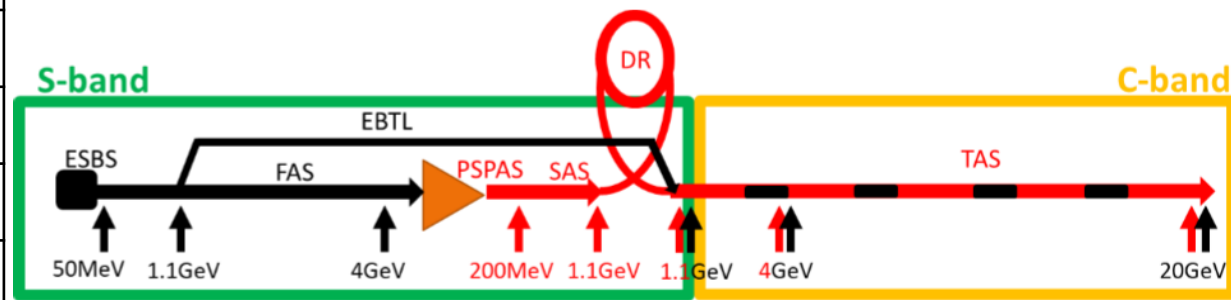 DR
S-band
C-band
EBTL
ESBS
FAS
PSPAS
SAS
TAS
50MeV
1.1GeV
4GeV
200MeV
1.1GeV
1.1GeV
4GeV
20GeV